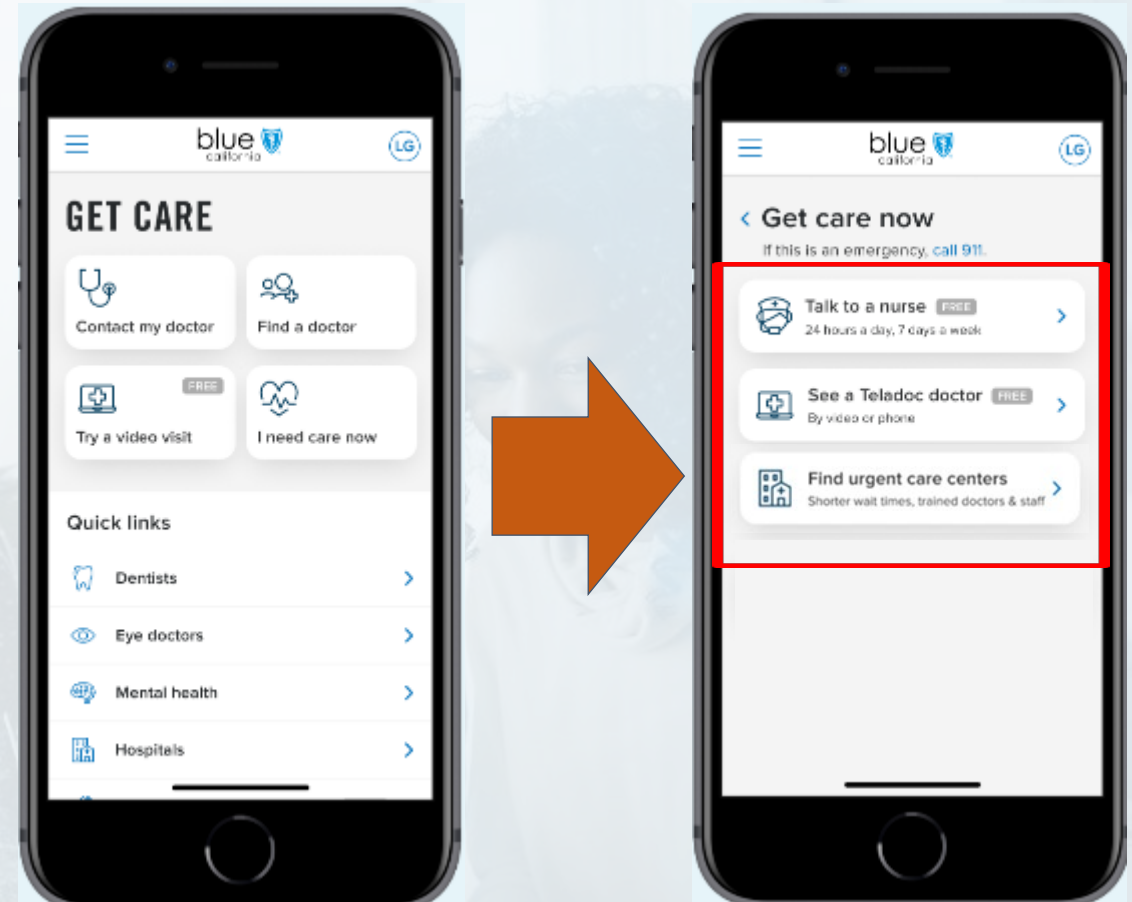 blue
california
LG
GET CARE
Contact my doctor
Find a doctor
FREE
Try a video visit
I need care now
Quick links
Dentists
Eye doctors
Mental health
Hospitals
blue
california
LG
Get care now
If this is an emergency, call 911.
Talk to a nurse FREE
24 hours a day, 7 days a week
See a Teladoc doctor FREE
By video or phone
Find urgent care centers
Shorter wait times, trained doctors & staff